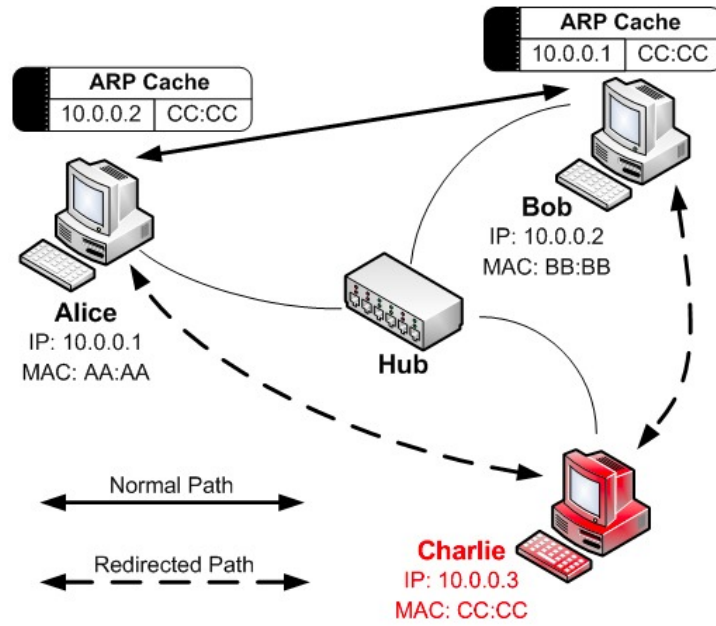 ARP Cache
10.0.0.1 CC:CC
ARP Cache
10.0.0.2 CC:CC
Bob
IP: 10.0.0.2
MAC: BB:BB
Alice
IP: 10.0.0.1
MAC: AA:AA
Hub
Normal Path
Redirected Path
Charlie
IP: 10.0.0.3
MAC: CC:CC